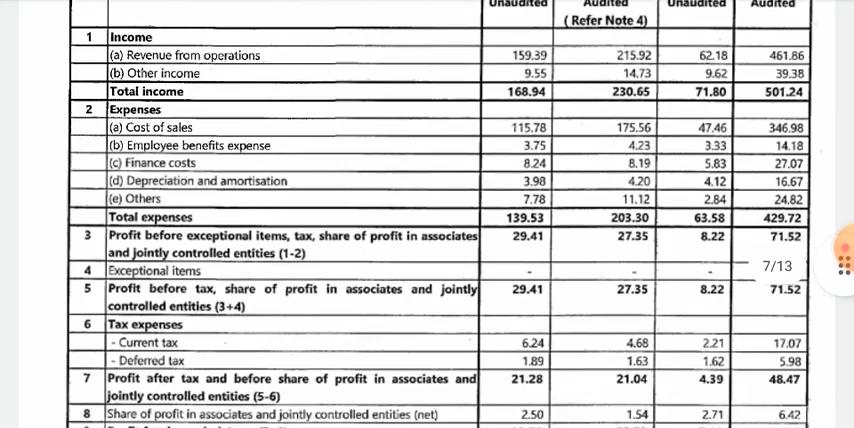 Unaudited Audited Unaudited Audited
( Refer Note 4)
1 Income
(a) Revenue from operations 159.39 215.92 62.18 461.86
(b) Other income 9.55 14.73 9.62 39.38
Total income 168.94 230.65 71.80 501.24
2 Expenses
(a) Cost of sales 115.78 175.56 47.46 346.98
(b) Employee benefits expense 3.75 4.23 3.33 14.18
(c) Finance costs 8.24 8.19 5.83 27.07
(d) Depreciation and amortisation 3.98 4.20 4.12 16.67
(e) Others 7.78 11.12 2.84 24.82
Total expenses 139.53 203.30 63.58 429.72
3 Profit before exceptional items, tax, share of profit in associates 29.41 27.35 8.22 71.52
and jointly controlled entities (1-2)
4 Exceptional items - - - 7/13
5 Profit before tax, share of profit in associates and jointly 29.41 27.35 8.22 71.52
controlled entities (3+4)
6 Tax expenses
- Current tax 6.24 4.68 2.21 17.07
- Deferred tax 1.89 1.63 1.62 5.98
7 Profit after tax and before share of profit in associates and 21.28 21.04 4.39 48.47
jointly controlled entities (5-6)
8 Share of profit in associates and jointly controlled entities (net) 2.50 1.54 2.71 6.42